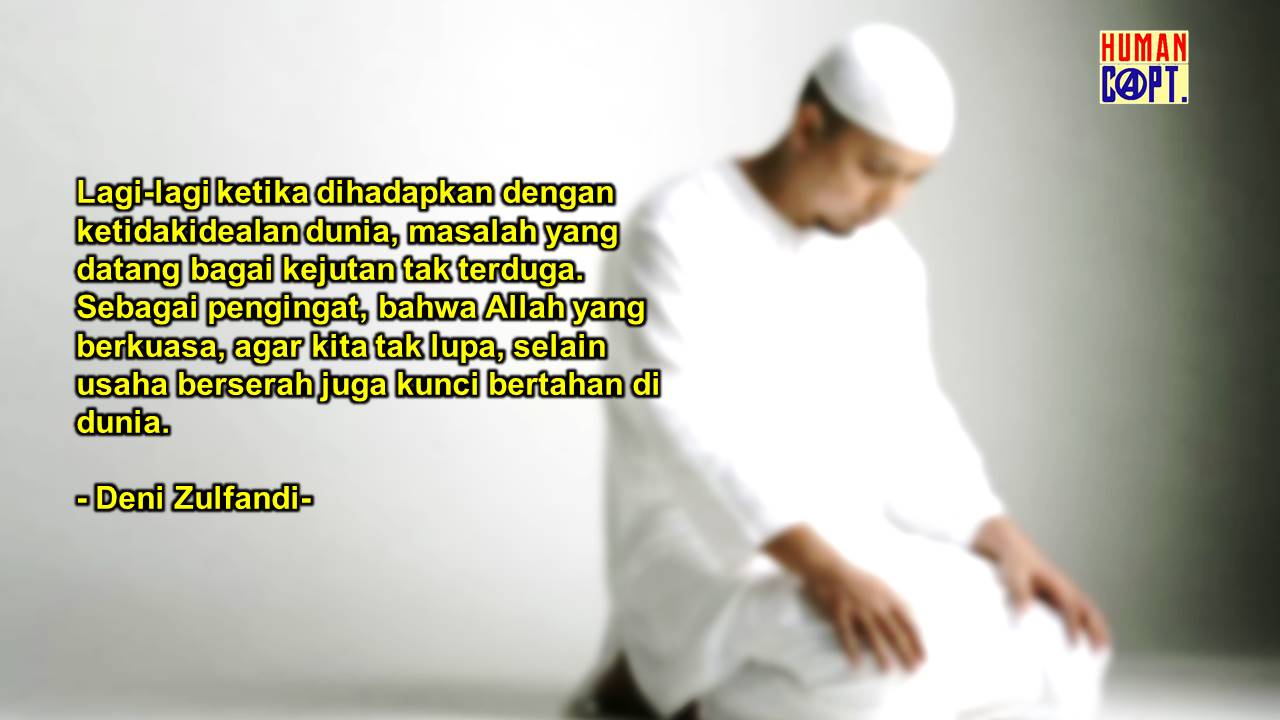 HUMAN
CAPT.
Lagi-lagi ketika dihadapkan dengan
ketidakidealan dunia, masalah yang
datang bagai kejutan tak terduga.
Sebagai pengingat, bahwa Allah yang
berkuasa, agar kita tak lupa, selain
usaha berserah juga kunci bertahan di
dunia.
- Deni Zulfandi-